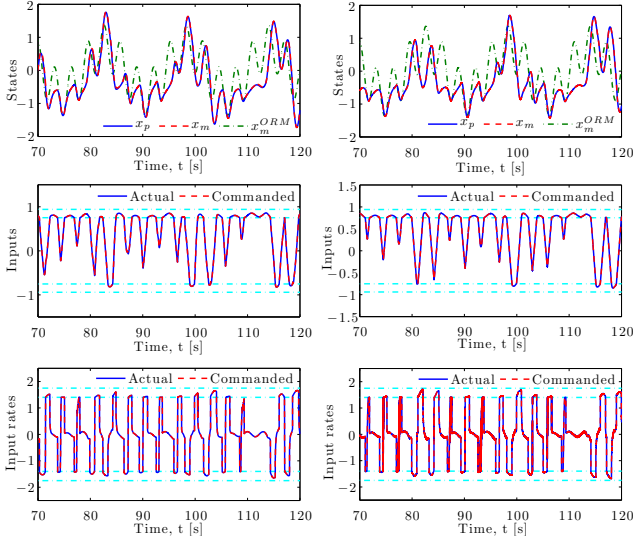 States
2
1
0
−1
−2
x_p x_m x_m^{ORM}
70 80 90 100 110 120
Time, t [s]
States
2
1
0
−1
−2
x_p x_m x_m^{ORM}
70 80 90 100 110 120
Time, t [s]
Inputs
1
0
−1
Actual Commanded
70 80 90 100 110 120
Time, t [s]
Inputs
1.5
1
0.5
0
−0.5
−1
−1.5
Actual Commanded
70 80 90 100 110 120
Time, t [s]
Input rates
2
1
0
−1
−2
Actual Commanded
70 80 90 100 110 120
Time, t [s]
Input rates
2
1
0
−1
−2
Actual Commanded
70 80 90 100 110 120
Time, t [s]